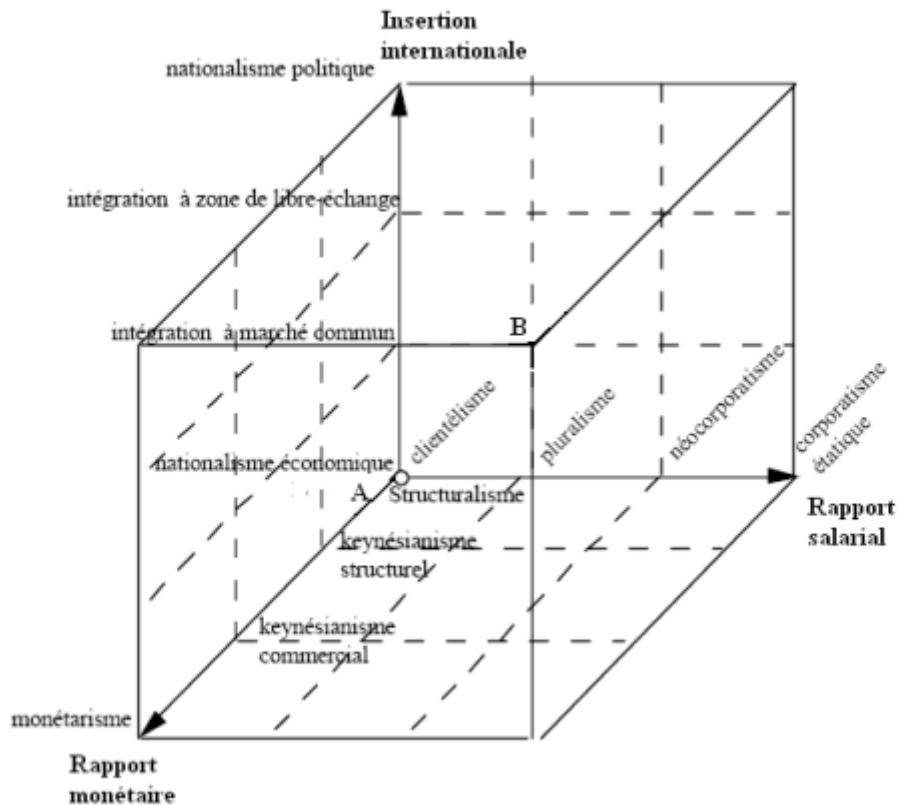 Insertion
internationale
nationalisme politique
intégration à zone de libre-échange
intégration à marché dommun
B
clientélisme
pluralisme
néocorporatisme
corporatisme
étatique
nationalisme économique
A
Structuralisme
Rapport
salarial
keynésianisme
structurel
keynésianisme
commercial
monétarisme
Rapport
monétaire